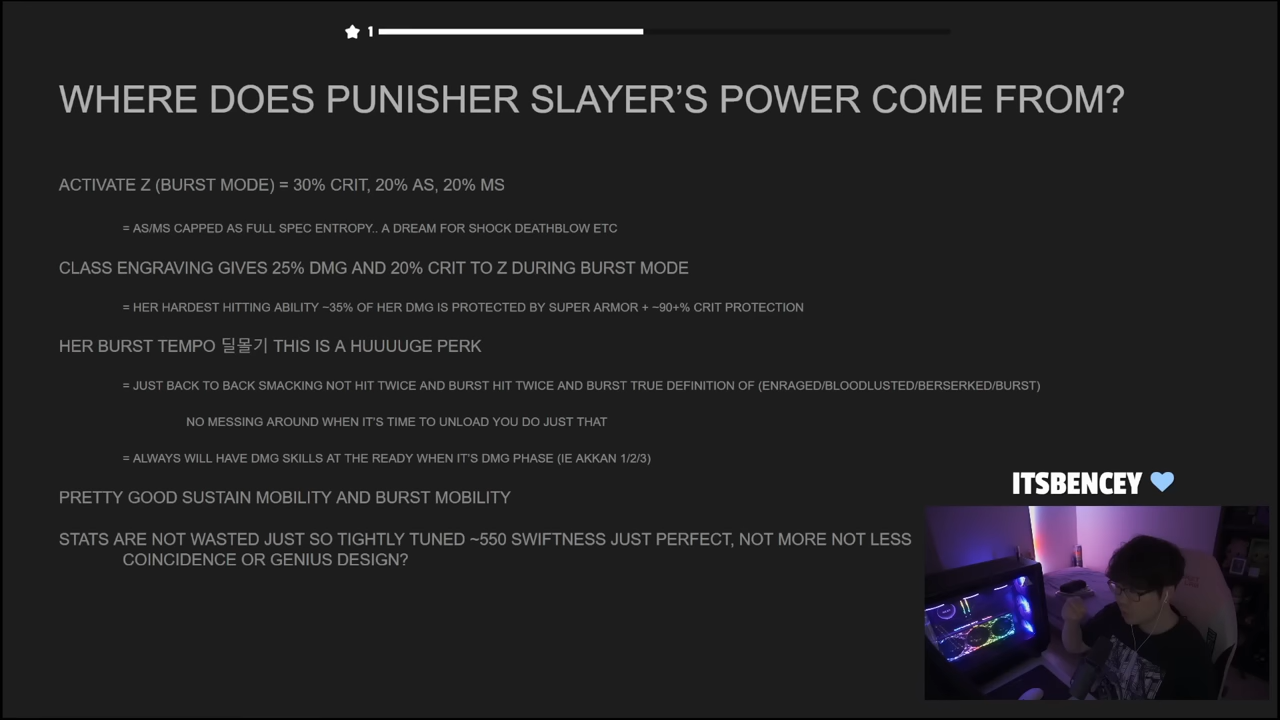 1
WHERE DOES PUNISHER SLAYER'S POWER COME FROM?
ACTIVATE Z (BURST MODE) = 30% CRIT, 20% AS, 20% MS
= AS/MS CAPPED AS FULL SPEC ENTROPY.. A DREAM FOR SHOCK DEATHBLOW ETC
CLASS ENGRAVING GIVES 25% DMG AND 20% CRIT TO Z DURING BURST MODE
= HER HARDEST HITTING ABILITY ~35% OF HER DMG IS PROTECTED BY SUPER ARMOR + ~90+% CRIT PROTECTION
HER BURST TEMPO 딜몰기 THIS IS A HUUUUGE PERK
= JUST BACK TO BACK SMACKING NOT HIT TWICE AND BURST HIT TWICE AND BURST TRUE DEFINITION OF (ENRAGED/BLOODLUSTED/BERSERKED/BURST)
NO MESSING AROUND WHEN IT'S TIME TO UNLOAD YOU DO JUST THAT
= ALWAYS WILL HAVE DMG SKILLS AT THE READY WHEN IT'S DMG PHASE (IE AKKAN 1/2/3)
PRETTY GOOD SUSTAIN MOBILITY AND BURST MOBILITY
STATS ARE NOT WASTED JUST SO TIGHTLY TUNED ~550 SWIFTNESS JUST PERFECT, NOT MORE NOT LESS
COINCIDENCE OR GENIUS DESIGN?
ITSBENCEY